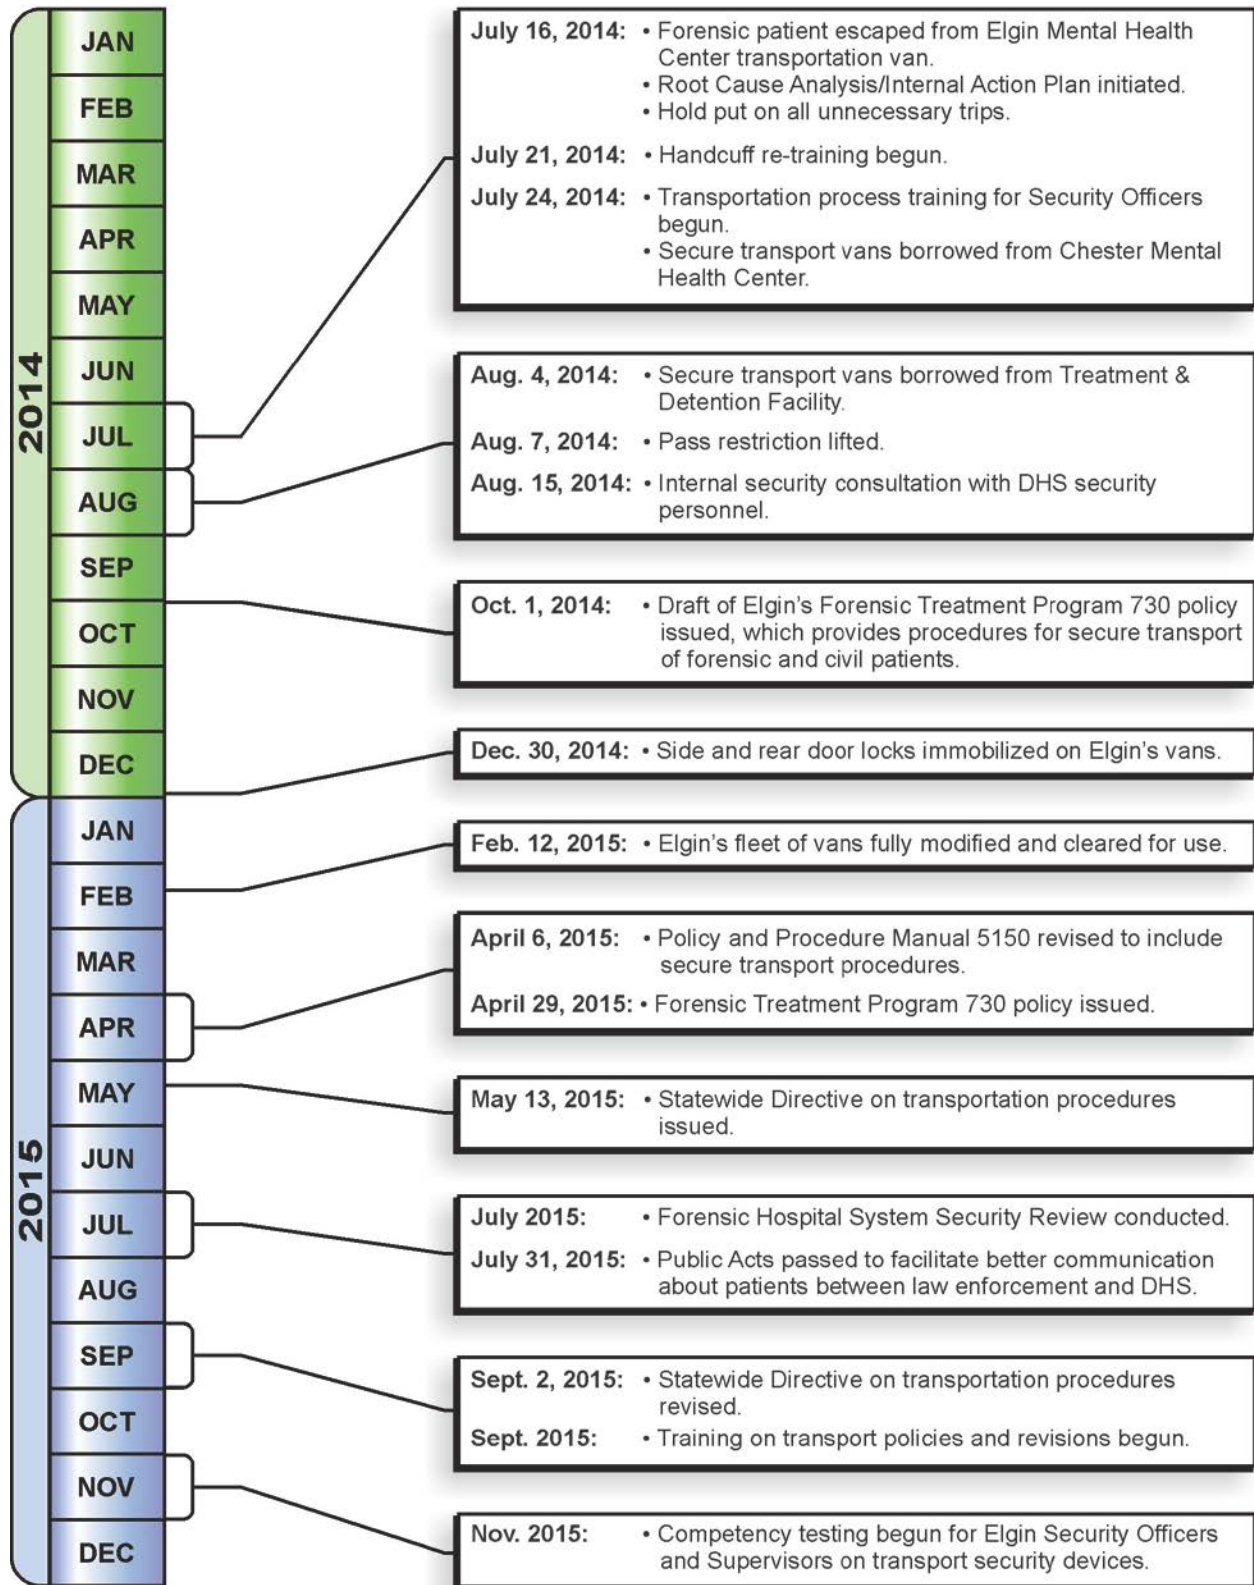 2014
JAN
FEB
MAR
APR
MAY
JUN
JUL
AUG
SEP
OCT
NOV
DEC
2015
JAN
FEB
MAR
APR
MAY
JUN
JUL
AUG
SEP
OCT
NOV
DEC
July 16, 2014: • Forensic patient escaped from Elgin Mental Health
Center transportation van.
• Root Cause Analysis/Internal Action Plan initiated.
• Hold put on all unnecessary trips.
July 21, 2014: • Handcuff re-training begun.
July 24, 2014: • Transportation process training for Security Officers
begun.
• Secure transport vans borrowed from Chester Mental
Health Center.
Aug. 4, 2014: • Secure transport vans borrowed from Treatment &
Detention Facility.
Aug. 7, 2014: • Pass restriction lifted.
Aug. 15, 2014: • Internal security consultation with DHS security
personnel.
Oct. 1, 2014: • Draft of Elgin's Forensic Treatment Program 730 policy
issued, which provides procedures for secure transport
of forensic and civil patients.
Dec. 30, 2014: • Side and rear door locks immobilized on Elgin's vans.
Feb. 12, 2015: • Elgin's fleet of vans fully modified and cleared for use.
April 6, 2015: • Policy and Procedure Manual 5150 revised to include
secure transport procedures.
April 29, 2015: • Forensic Treatment Program 730 policy issued.
May 13, 2015: • Statewide Directive on transportation procedures
issued.
July 2015: • Forensic Hospital System Security Review conducted.
July 31, 2015: • Public Acts passed to facilitate better communication
about patients between law enforcement and DHS.
Sept. 2, 2015: • Statewide Directive on transportation procedures
revised.
Sept. 2015: • Training on transport policies and revisions begun.
Nov. 2015: • Competency testing begun for Elgin Security Officers
and Supervisors on transport security devices.